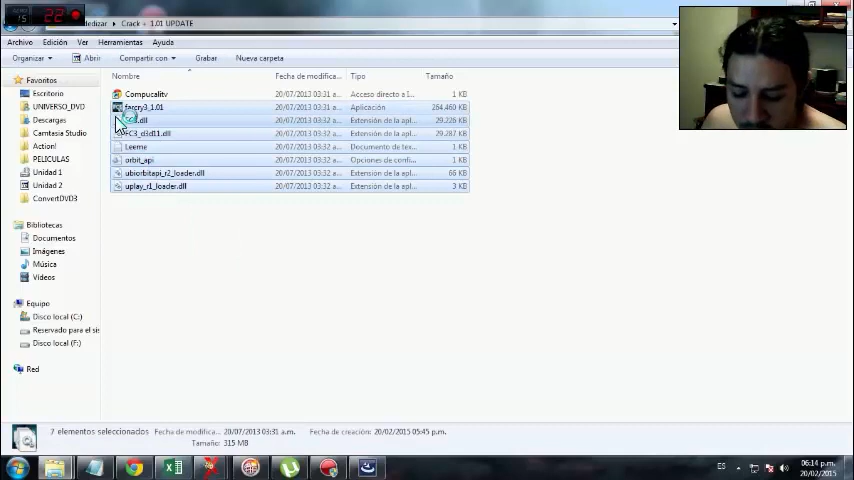 22
Crack + 1.01 UPDATE
Archivo Edición Ver Herramientas Ayuda
Organizar Abrir Compartir con Grabar Nueva carpeta
Nombre Fecha de modifica... Tipo Tamaño
Favoritos
Escritorio
UNIVERSO_DVD
Descargas
Camtasia Studio
Action!
PELICULAS
Unidad 1
Unidad 2
ConvertDVD3
Bibliotecas
Documentos
Imágenes
Música
Vídeos
Equipo
Disco local (C:)
Reservado para el sis
Disco local (F:)
Red
Compucalitv 20/07/2013 03:31 a... Acceso directo a I... 1 KB
farcry3_1.01 20/07/2013 03:31 a... Aplicación 264.460 KB
.dll 20/07/2013 03:32 a... Extensión de la apl... 29.226 KB
FC3_d3d11.dll 20/07/2013 03:32 a... Extensión de la apl... 29.287 KB
Leeme 20/07/2013 03:32 a... Documento de tex... 1 KB
orbit_api 20/07/2013 03:32 a... Opciones de confi... 1 KB
ubiorbitapi_r2_loader.dll 20/07/2013 03:32 a... Extensión de la apl... 66 KB
uplay_r1_loader.dll 20/07/2013 03:32 a... Extensión de la apl... 3 KB
7 elementos seleccionados Fecha de modifica... 20/07/2013 03:31 a.m. Fecha de creación: 20/02/2015 05:45 p.m.
Tamaño: 315 MB
ES 06:14 p.m.
20/02/2015